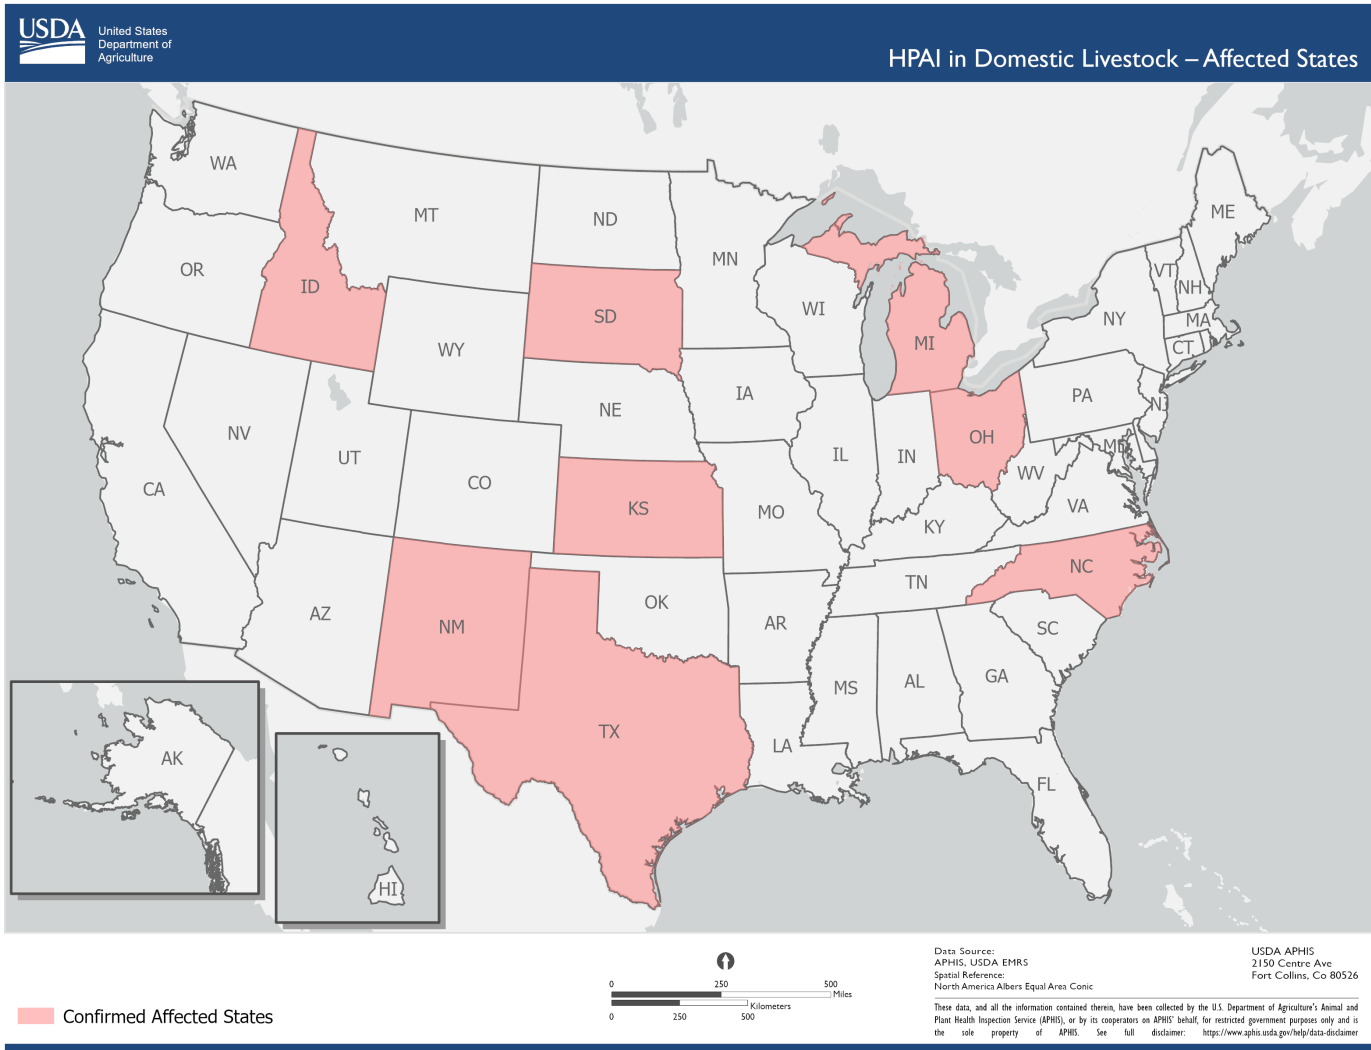 USDA
United States
Department of
Agriculture
HPAI in Domestic Livestock – Affected States
WA
MT
ND
MN
ME
OR
ID
SD
WI
VT
NH
NY
MA
CT
WY
MI
IA
NE
PA
NJ
NV
UT
CO
IL
IN
OH
MD
WV
CA
KS
MO
KY
VA
AZ
NM
OK
AR
TN
NC
SC
MS
AL
GA
TX
LA
AK
FL
HI
Confirmed Affected States
0 250 500
Miles
Kilometers
0 250 500
Data Source:
APHIS, USDA EMRS
Spatial Reference:
North America Albers Equal Area Conic
USDA APHIS
2150 Centre Ave
Fort Collins, Co 80526
These data, and all the information contained therein, have been collected by the U.S. Department of Agriculture's Animal and
Plant Health Inspection Service (APHIS), or by its cooperators on APHIS' behalf, for restricted government purposes only and is
the sole property of APHIS. See full disclaimer: https://www.aphis.usda.gov/help/data-disclaimer